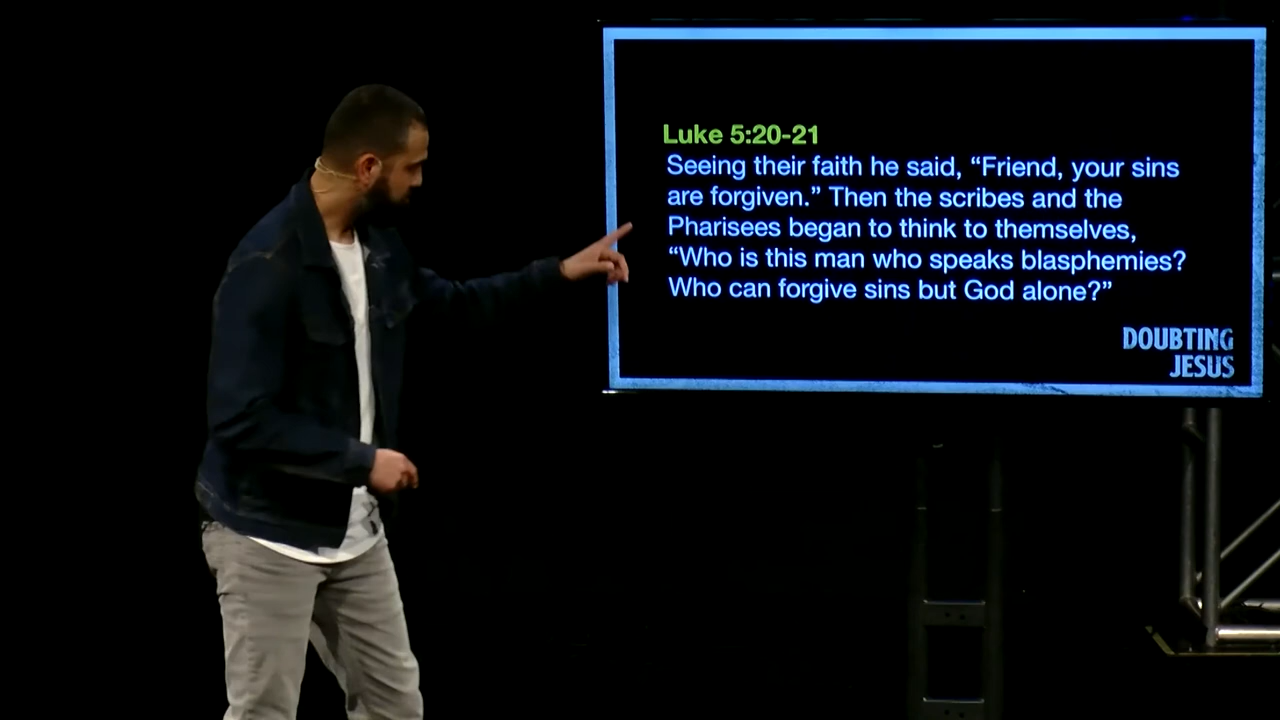 Luke 5:20-21
Seeing their faith he said, “Friend, your sins
are forgiven.” Then the scribes and the
Pharisees began to think to themselves,
“Who is this man who speaks blasphemies?
Who can forgive sins but God alone?”
DOUBTING
JESUS